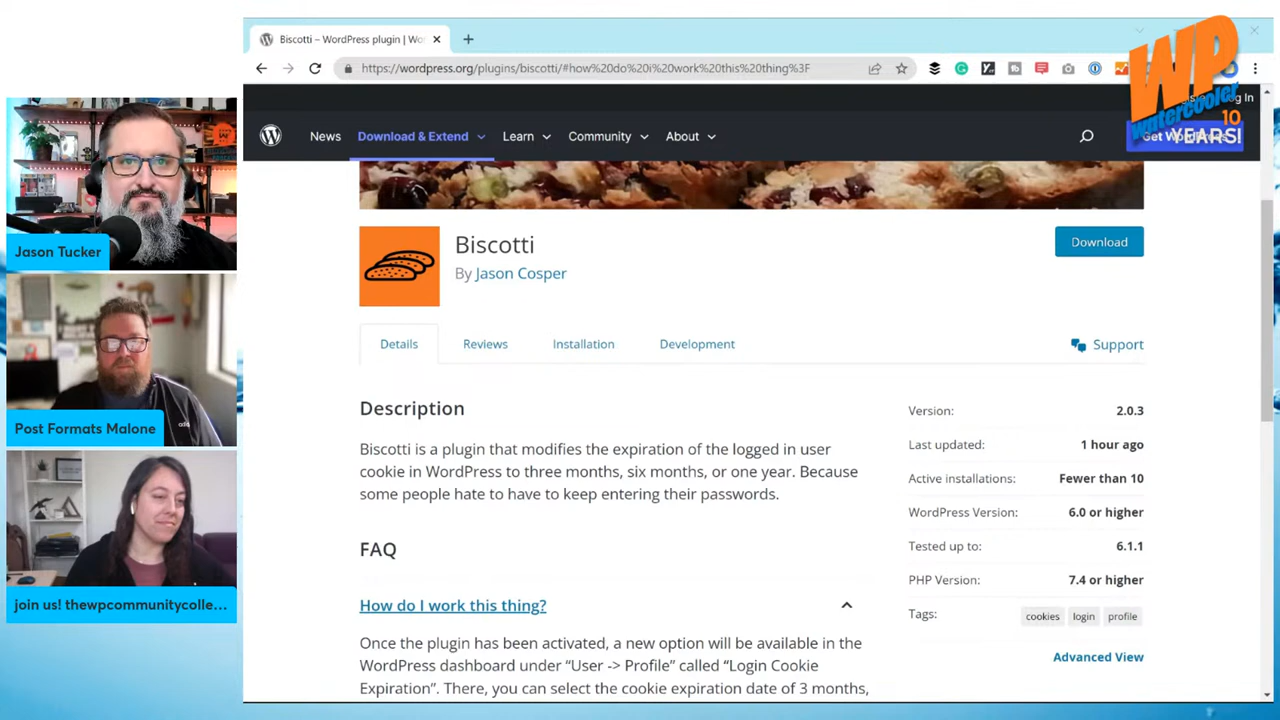 Biscotti – WordPress plugin | Wo
https://wordpress.org/plugins/biscotti/#how%20do%20i%20work%20this%20thing%3F
WP
Watercooler
10
YEARS!
Log In
News
Download & Extend
Learn
Community
About
Get
Biscotti
By Jason Cosper
Download
Details
Reviews
Installation
Development
Support
Description
Biscotti is a plugin that modifies the expiration of the logged in user
cookie in WordPress to three months, six months, or one year. Because
some people hate to have to keep entering their passwords.
FAQ
How do I work this thing?
Once the plugin has been activated, a new option will be available in the
WordPress dashboard under “User -> Profile” called “Login Cookie
Expiration”. There, you can select the cookie expiration date of 3 months,
Version: 2.0.3
Last updated: 1 hour ago
Active installations: Fewer than 10
WordPress Version: 6.0 or higher
Tested up to: 6.1.1
PHP Version: 7.4 or higher
Tags: cookies login profile
Advanced View
Jason Tucker
Post Formats Malone
join us! thewpcommunitycolle...